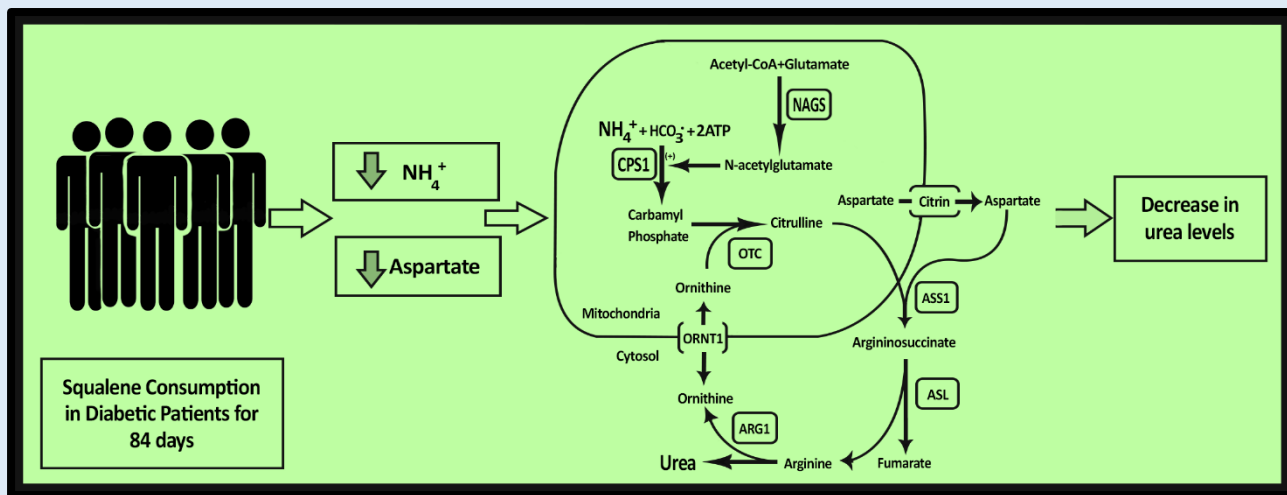 Squalene Consumption
in Diabetic Patients for
84 days
NH₄⁺
Aspartate
Acetyl-CoA+Glutamate
NAGS
NH₄⁺ + HCO₃⁻ +2ATP
CPS1
(+)
N-acetylglutamate
Carbamyl
Phosphate
Citrulline
OTC
Ornithine
Aspartate
Citrin
Aspartate
Mitochondria
ORNT1
Cytosol
ASS1
Argininosuccinate
ASL
Ornithine
ARG1
Urea
Arginine
Fumarate
Decrease in
urea levels